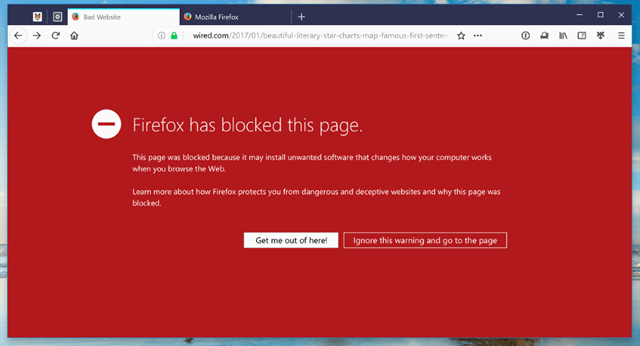 Bad Website
Mozilla Firefox
wired.com/2017/01/beautiful-literary-star-charts-map-famous-first-senten
Firefox has blocked this page.
This page was blocked because it may install unwanted software that changes how your computer works
when you browse the Web.
Learn more about how Firefox protects you from dangerous and deceptive websites and why this page was
blocked.
Get me out of here!
Ignore this warning and go to the page